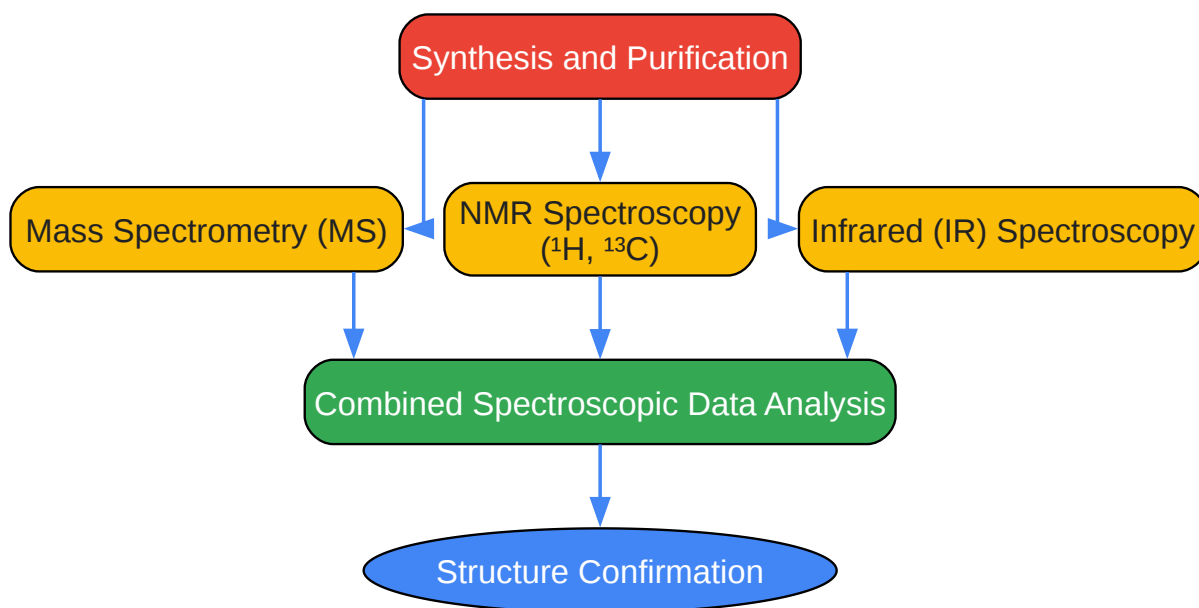 Synthesis and Purification
Mass Spectrometry (MS)
NMR Spectroscopy
(¹H, ¹³C)
Infrared (IR) Spectroscopy
Combined Spectroscopic Data Analysis
Structure Confirmation